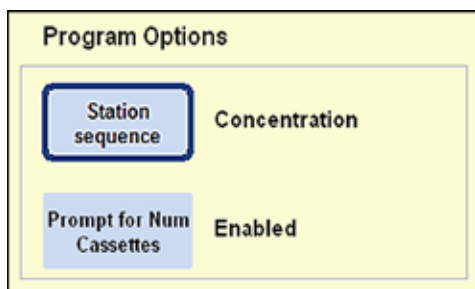 Program Options
Station
sequence
Concentration
Prompt for Num
Cassettes
Enabled